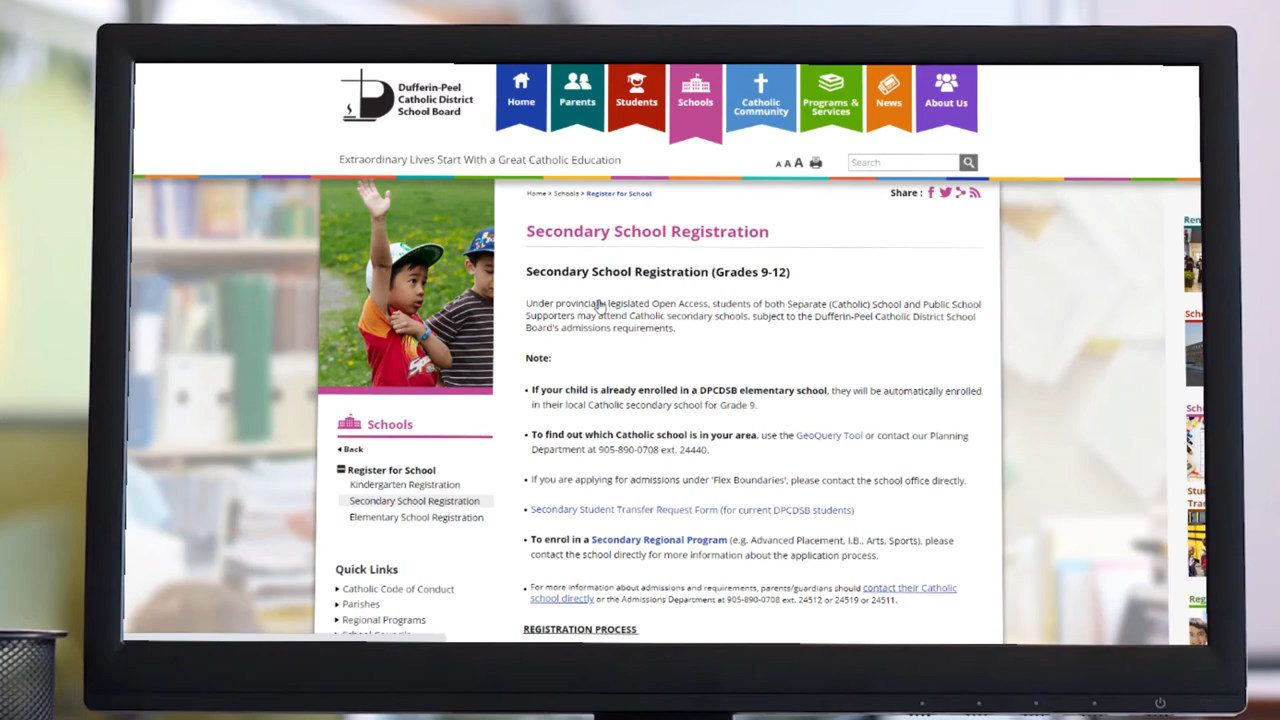 Dufferin-Peel
Catholic District
School Board
Home
Parents
Students
Schools
Catholic
Community
Programs &
Services
News
About Us
Extraordinary Lives Start With a Great Catholic Education
A A A
Search
Home > Schools > Register for School
Share :
Secondary School Registration
Secondary School Registration (Grades 9-12)
Under provincially legislated Open Access, students of both Separate (Catholic) School and Public School
Supporters may attend Catholic secondary schools, subject to the Dufferin-Peel Catholic District School
Board's admissions requirements.
Note:
• If your child is already enrolled in a DPCDSB elementary school, they will be automatically enrolled
in their local Catholic secondary school for Grade 9.
• To find out which Catholic school is in your area, use the GeoQuery Tool or contact our Planning
Department at 905-890-0708 ext. 24440.
• If you are applying for admissions under 'Flex Boundaries', please contact the school office directly.
• Secondary Student Transfer Request Form (for current DPCDSB students)
• To enrol in a Secondary Regional Program (e.g. Advanced Placement, I.B., Arts, Sports), please
contact the school directly for more information about the application process.
• For more information about admissions and requirements, parents/guardians should contact their Catholic
school directly or the Admissions Department at 905-890-0708 ext. 24512 or 24519 or 24511.
REGISTRATION PROCESS
Schools
Back
Register for School
Kindergarten Registration
Secondary School Registration
Elementary School Registration
Quick Links
Catholic Code of Conduct
Parishes
Regional Programs
School Councils
Ren
Sch
Sch
Stud
Tran
Reg